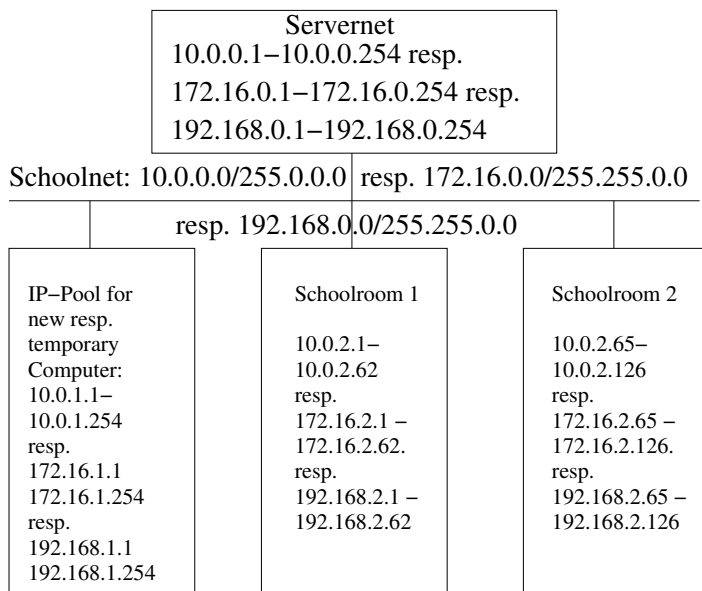 Servernet
10.0.0.1−10.0.0.254 resp.
172.16.0.1−172.16.0.254 resp.
192.168.0.1−192.168.0.254
Schoolnet: 10.0.0.0/255.0.0.0 resp. 172.16.0.0/255.255.0.0
resp. 192.168.0.0/255.255.0.0
IP−Pool for
new resp.
temporary
Computer:
10.0.1.1−
10.0.1.254
resp.
172.16.1.1
172.16.1.254
resp.
192.168.1.1
192.168.1.254
Schoolroom 1
10.0.2.1−
10.0.2.62
resp.
172.16.2.1 −
172.16.2.62.
resp.
192.168.2.1 −
192.168.2.62
Schoolroom 2
10.0.2.65−
10.0.2.126
resp.
172.16.2.65 −
172.16.2.126.
resp.
192.168.2.65 −
192.168.2.126